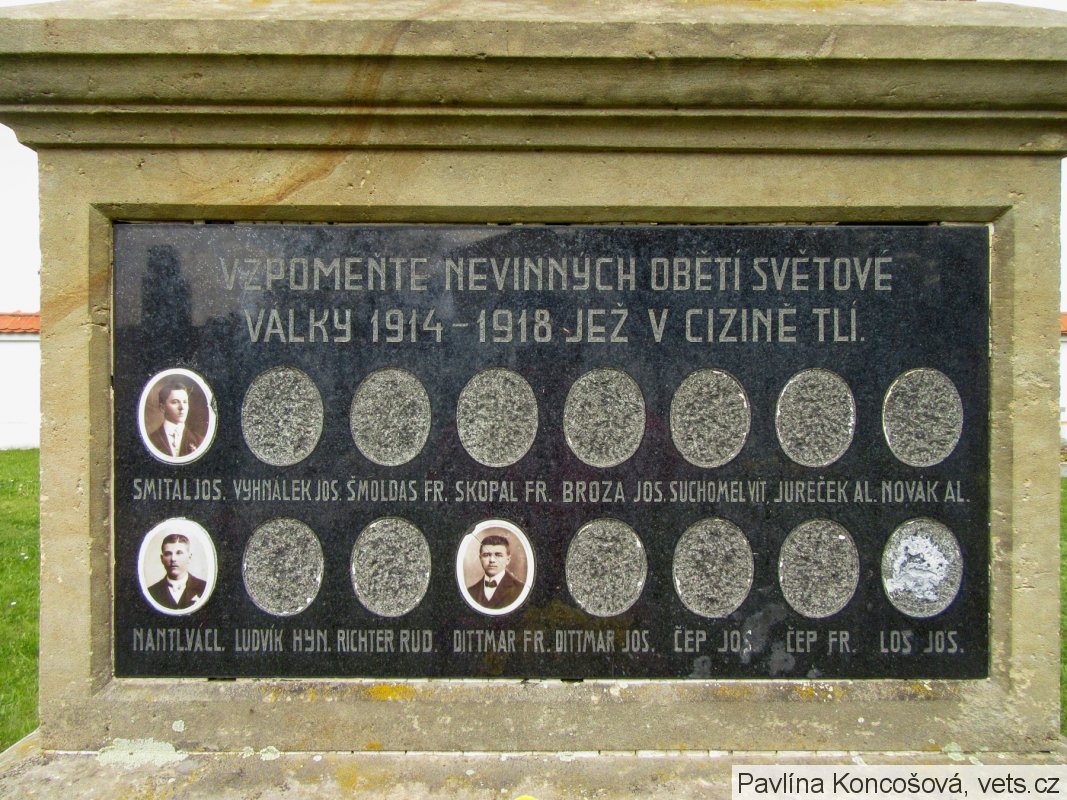 VZPOMEŇTE NEVINNÝCH OBĚTÍ SVĚTOVÉ
VÁLKY 1914 - 1918 JEŽ V CIZINĚ TLÍ.
SMITAL JOS. VYHNÁLEK JOS. ŠMOLDAS FR. SKOPAL FR. BROZA JOS. SUCHOMEL VÍT. JUREČEK AL. NOVÁK AL.
NANTL VÁCL. LUDVÍK HYN. RICHTER RUD. DITTMAR FR. DITTMAR JOS. ČEP JOS. ČEP FR. LOS JOS.
Pavlína Koncošová, vets.cz